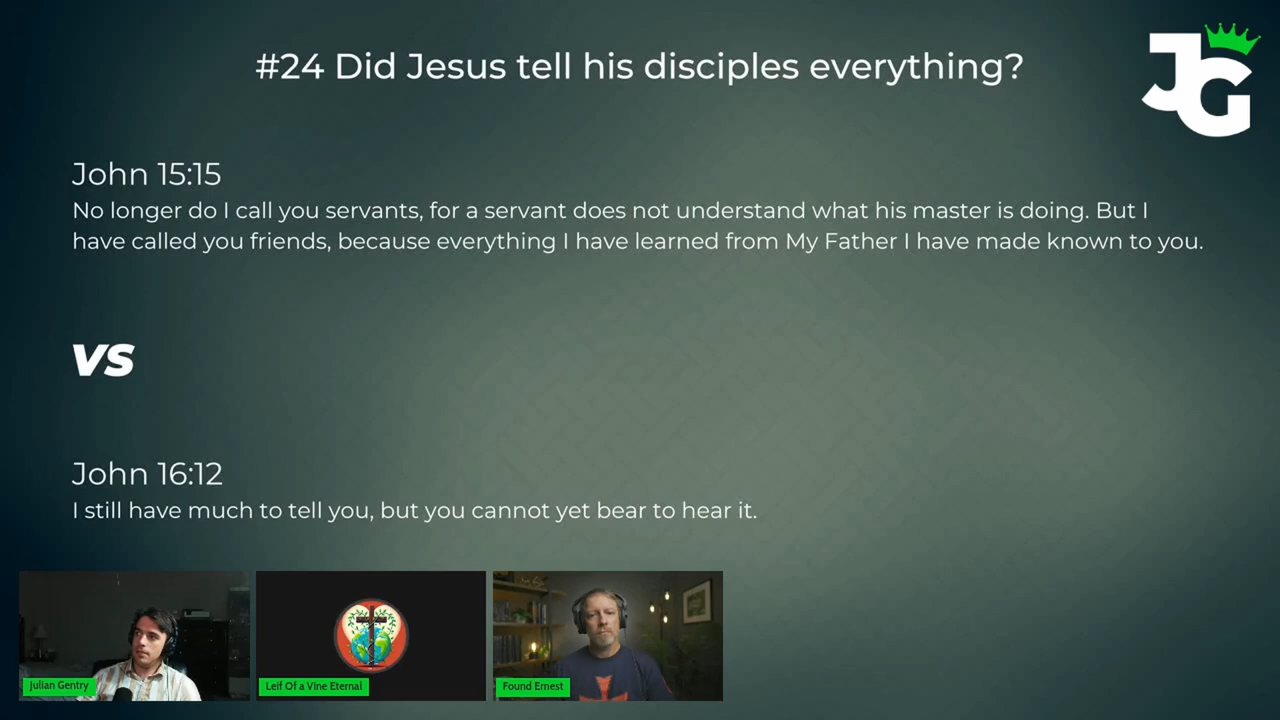 #24 Did Jesus tell his disciples everything?
JG
John 15:15
No longer do I call you servants, for a servant does not understand what his master is doing. But I
have called you friends, because everything I have learned from My Father I have made known to you.
VS
John 16:12
I still have much to tell you, but you cannot yet bear to hear it.
Julian Gentry
Leif Of a Vine Eternal
Found Ernest